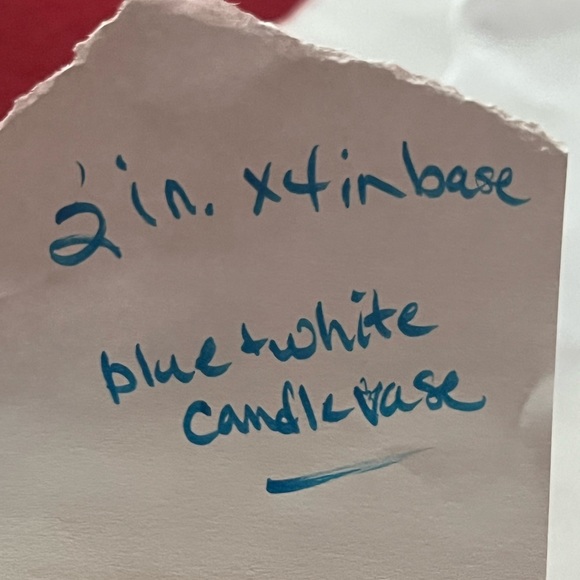 2 in. x 4 in base
blue + white
candle vase